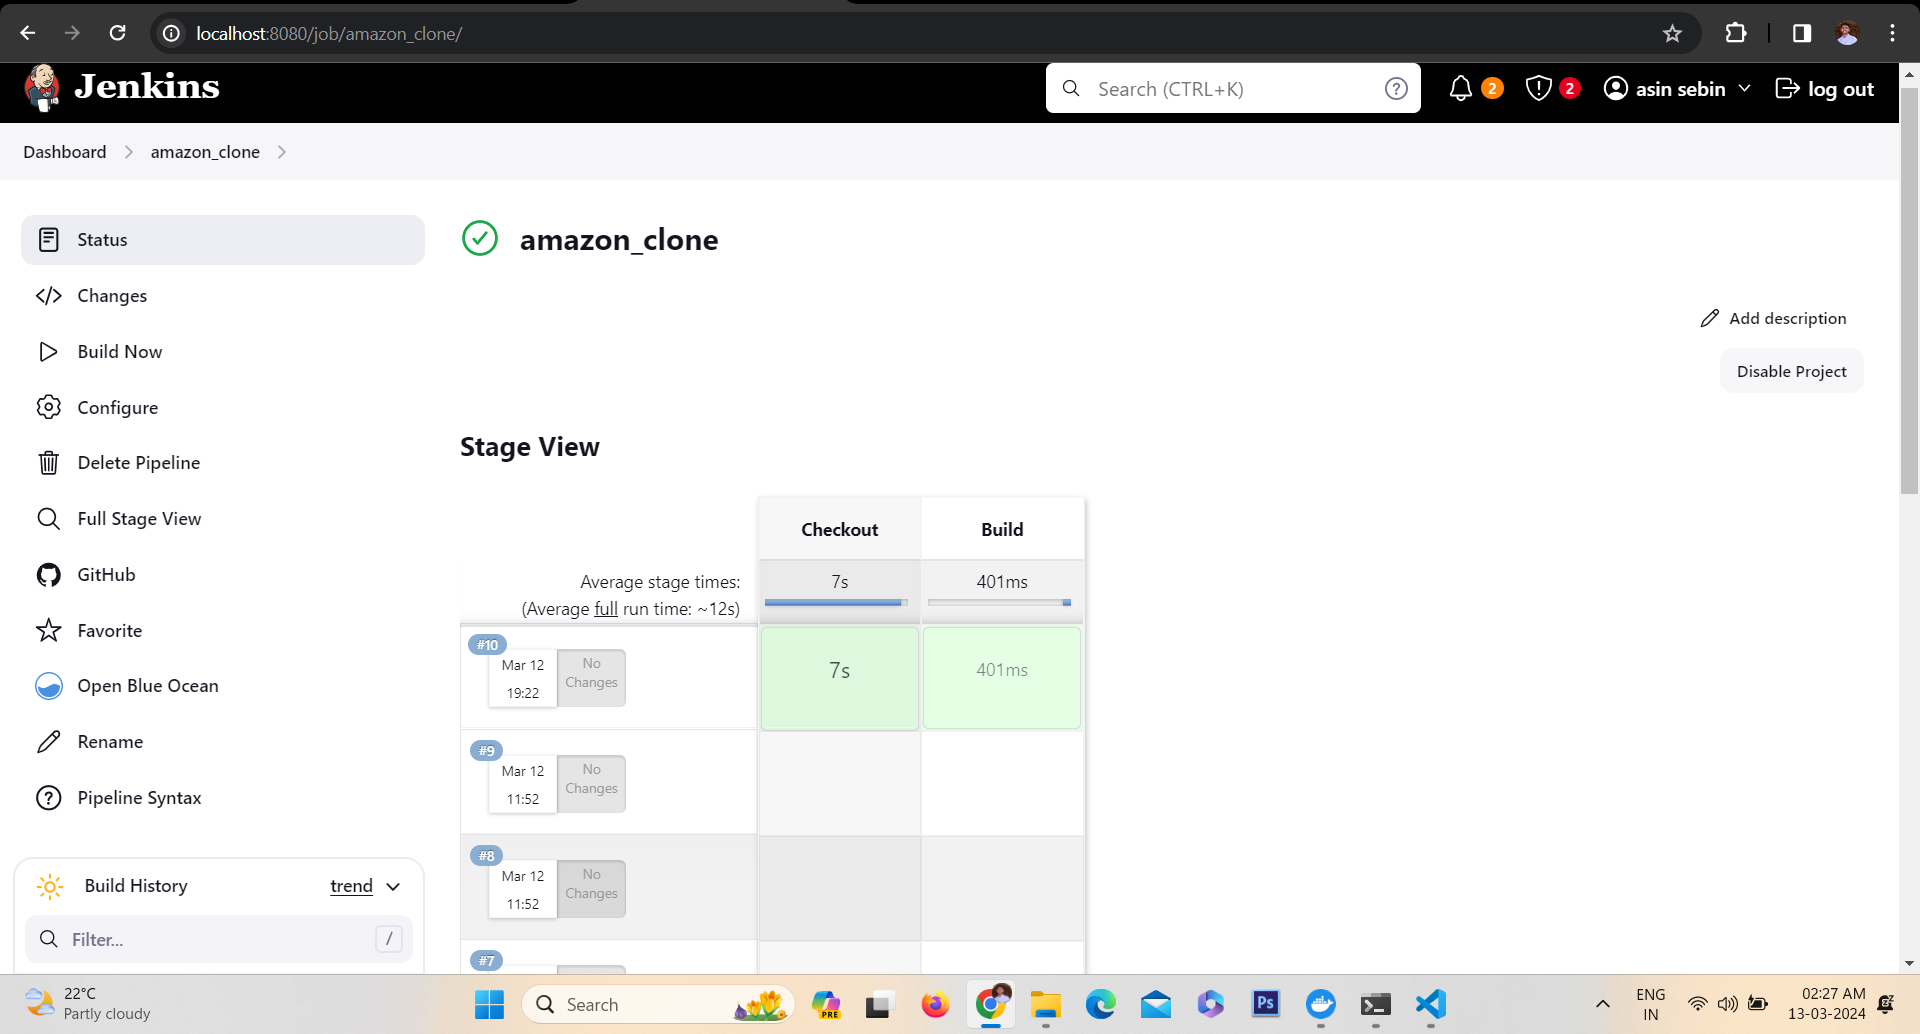 localhost:8080/job/amazon_clone/
Jenkins
Search (CTRL+K)
?
2
2
asin sebin
log out
Dashboard
amazon_clone
Status
Changes
Build Now
Configure
Delete Pipeline
Full Stage View
GitHub
Favorite
Open Blue Ocean
Rename
Pipeline Syntax
Build History
trend
Filter...
/
amazon_clone
Add description
Disable Project
Stage View
Checkout
Build
Average stage times:
(Average full run time: ~12s)
7s
401ms
#10
Mar 12
19:22
No
Changes
7s
401ms
#9
Mar 12
11:52
No
Changes
#8
Mar 12
11:52
No
Changes
#7
22°C
Partly cloudy
Search
PRE
Ps
ENG
IN
02:27 AM
13-03-2024